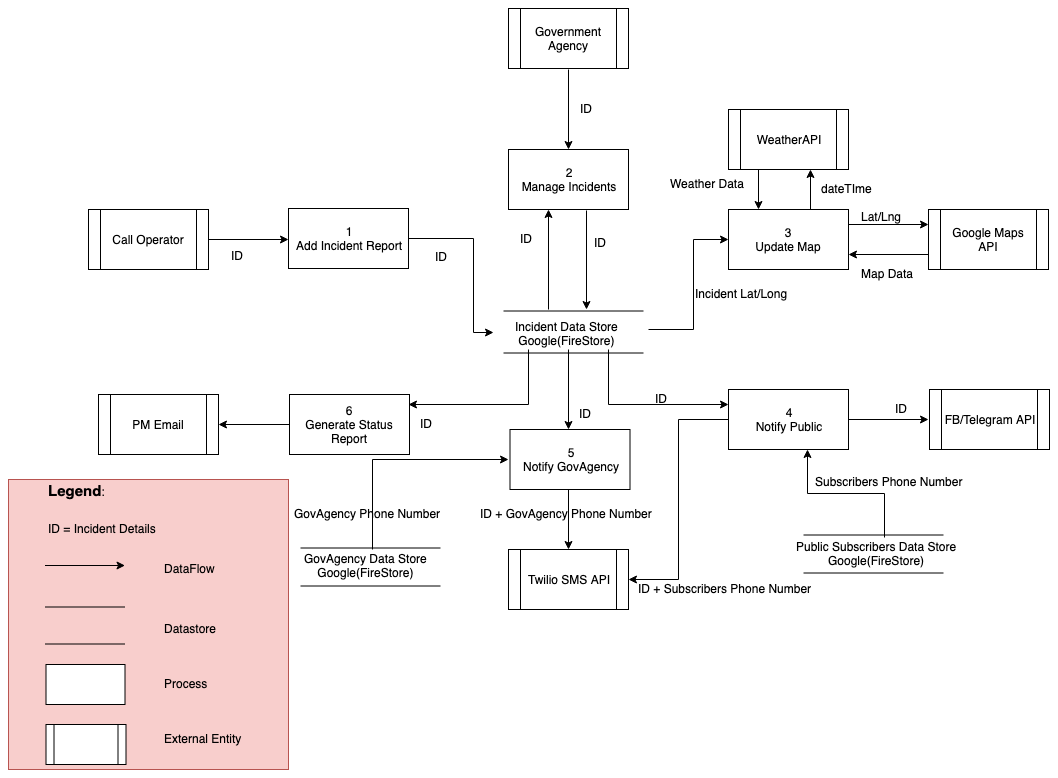 Government
Agency
ID
WeatherAPI
2
Manage Incidents
Weather Data
dateTIme
Call Operator
ID
1
Add Incident Report
ID
ID
ID
3
Update Map
Lat/Lng
Map Data
Google Maps
API
Incident Lat/Long
Incident Data Store
Google(FireStore)
PM Email
6
Generate Status
Report
ID
ID
ID
4
Notify Public
ID
FB/Telegram API
5
Notify GovAgency
Subscribers Phone Number
GovAgency Phone Number
ID + GovAgency Phone Number
GovAgency Data Store
Google(FireStore)
Public Subscribers Data Store
Google(FireStore)
Twilio SMS API
ID + Subscribers Phone Number
Legend:
ID = Incident Details
DataFlow
Datastore
Process
External Entity